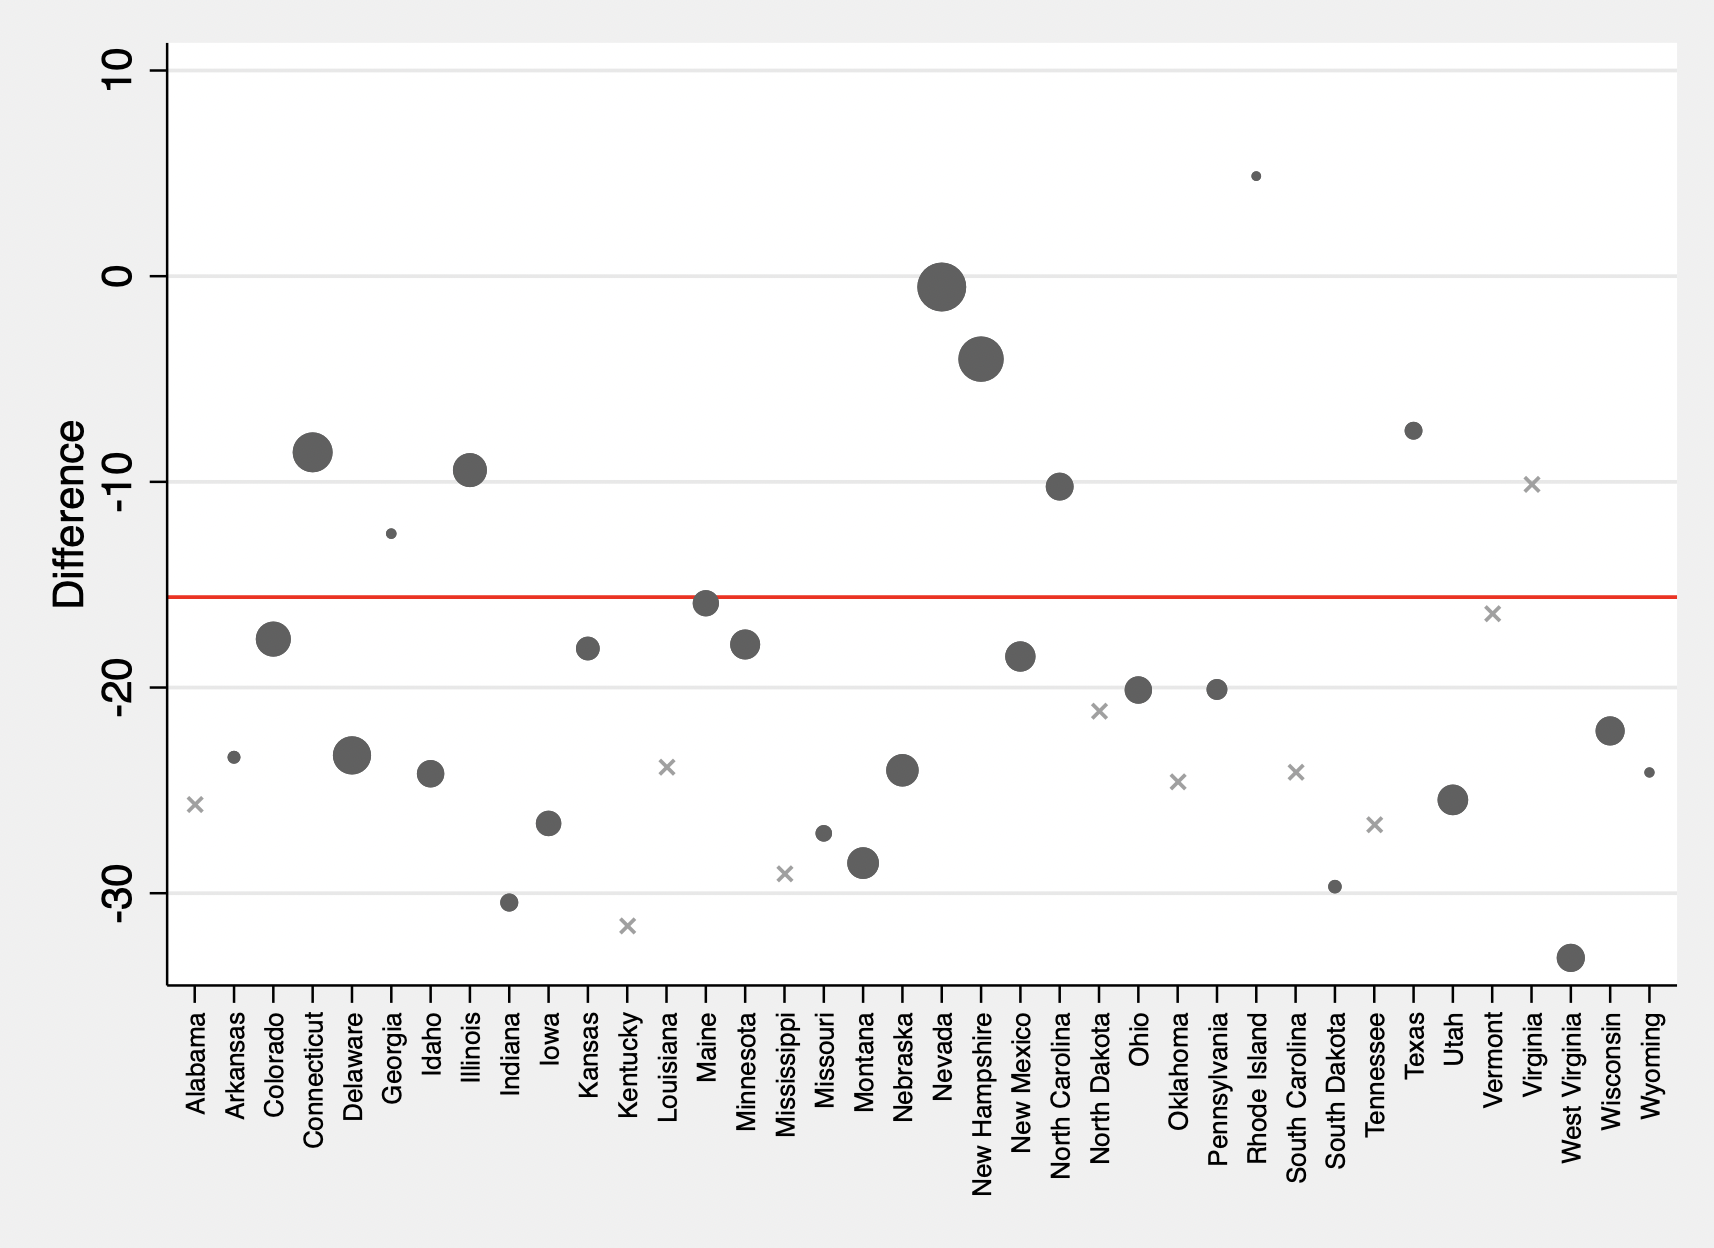 Difference
10
0
-10
-20
-30
Alabama
Arkansas
Colorado
Connecticut
Delaware
Georgia
Idaho
Illinois
Indiana
Iowa
Kansas
Kentucky
Louisiana
Maine
Minnesota
Mississippi
Missouri
Montana
Nebraska
Nevada
New Hampshire
New Mexico
North Carolina
North Dakota
Ohio
Oklahoma
Pennsylvania
Rhode Island
South Carolina
South Dakota
Tennessee
Texas
Utah
Vermont
Virginia
West Virginia
Wisconsin
Wyoming